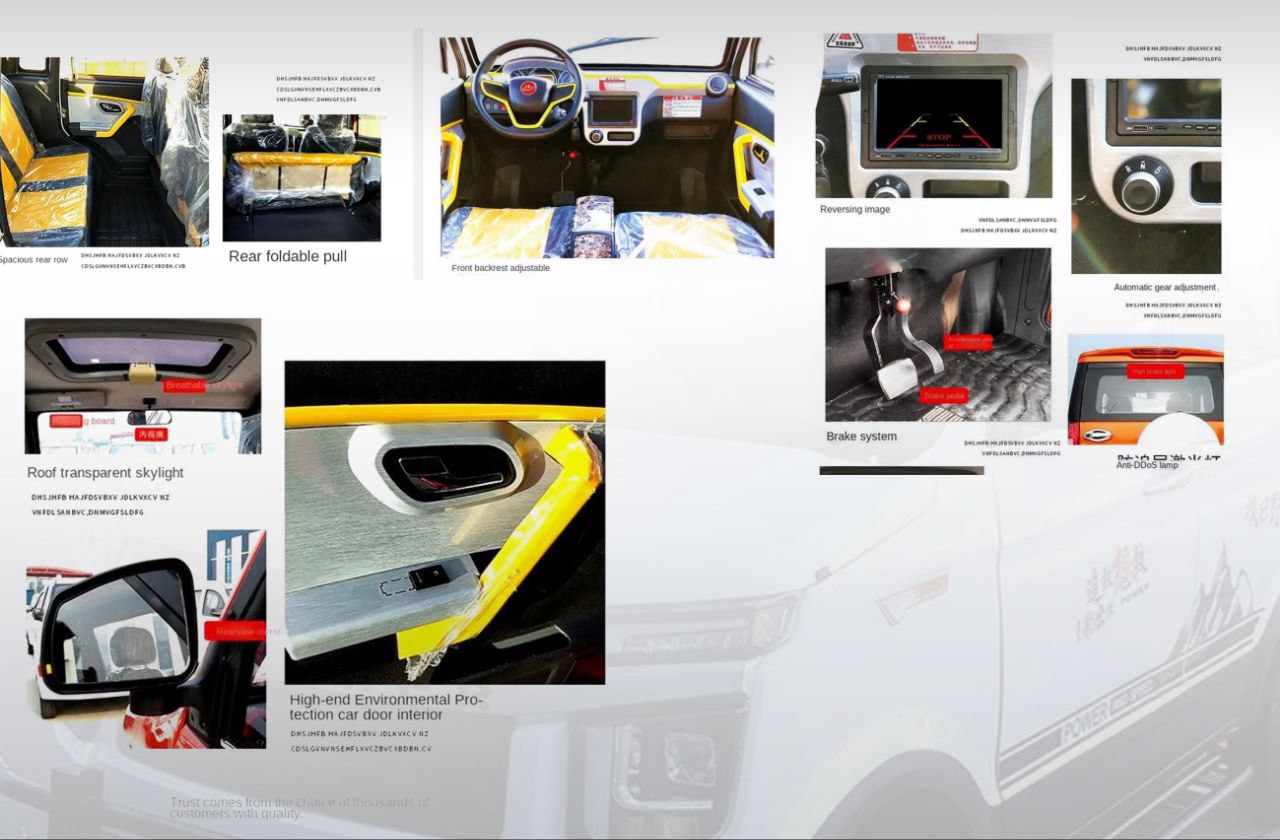 DHSJHFB HAJFDSVBXV JDLKVXCV NZ
CDSLGVNVNSEHFLXVCZBVCXBDBN,CVB
VNFDLSANBVC,DNMVGFSLDFG
Spacious rear row
DHSJHFB HAJFDSVBXV JDLKVXCV NZ
CDSLGVNVNSEHFLXVCZBVCXBDBN,CVB
Rear foldable pull
Front backrest adjustable
STOP
Reversing image
VNFDLSANBVC,DNMVGFSLDFG
DHSJHFB HAJFDSVBXV JDLKVXCV NZ
DHSJHFB HAJFDSVBXV JDLKVXCV NZ
VNFDLSANBVC,DNMVGFSLDFG
R N D
Automatic gear adjustment.
DHSJHFB HAJFDSVBXV JDLKVXCV NZ
VNFDLSANBVC,DNMVGFSLDFG
Brake pedal
Brake system
DHSJHFB HAJFDSVBXV JDLKVXCV NZ
VNFDLSANBVC,DNMVGFSLDFG
High brake light
Anti-DDoS lamp
Breathable skylight
g board
内视镜
Roof transparent skylight
DHSJHFB HAJFDSVBXV JDLKVXCV NZ
VNFDLSANBVC,DNMVGFSLDFG
Rearview mirror
High-end Environmental Pro-
tection car door interior
DHSJHFB HAJFDSVBXV JDLKVXCV NZ
CDSLGVNVNSEHFLXVCZBVCXBDBN,CV
POWER
POWER
Trust comes from the choice of thousands of
customers with quality.